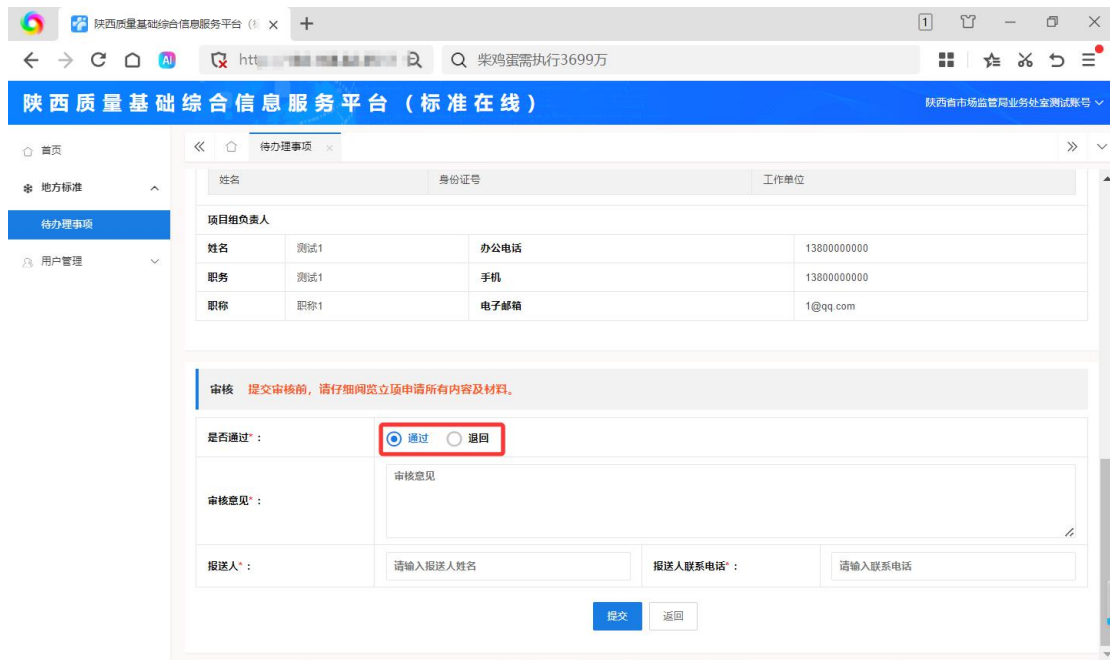 陕西质量基础综合信息服务平台（标
1
AI
htt
柴鸡蛋需执行3699万
陕西质量基础综合信息服务平台（标准在线）
陕西省市场监管局业务处室测试账号
首页
待办理事项
地方标准
待办理事项
用户管理
姓名 身份证号 工作单位
项目组负责人
姓名 测试1 办公电话 13800000000
职务 测试1 手机 13800000000
职称 职称1 电子邮箱 1@qq.com
审核 提交审核前，请仔细阅览立项申请所有内容及材料。
是否通过*： 通过 退回
审核意见*： 审核意见
报送人*： 请输入报送人姓名 报送人联系电话*： 请输入联系电话
提交 返回